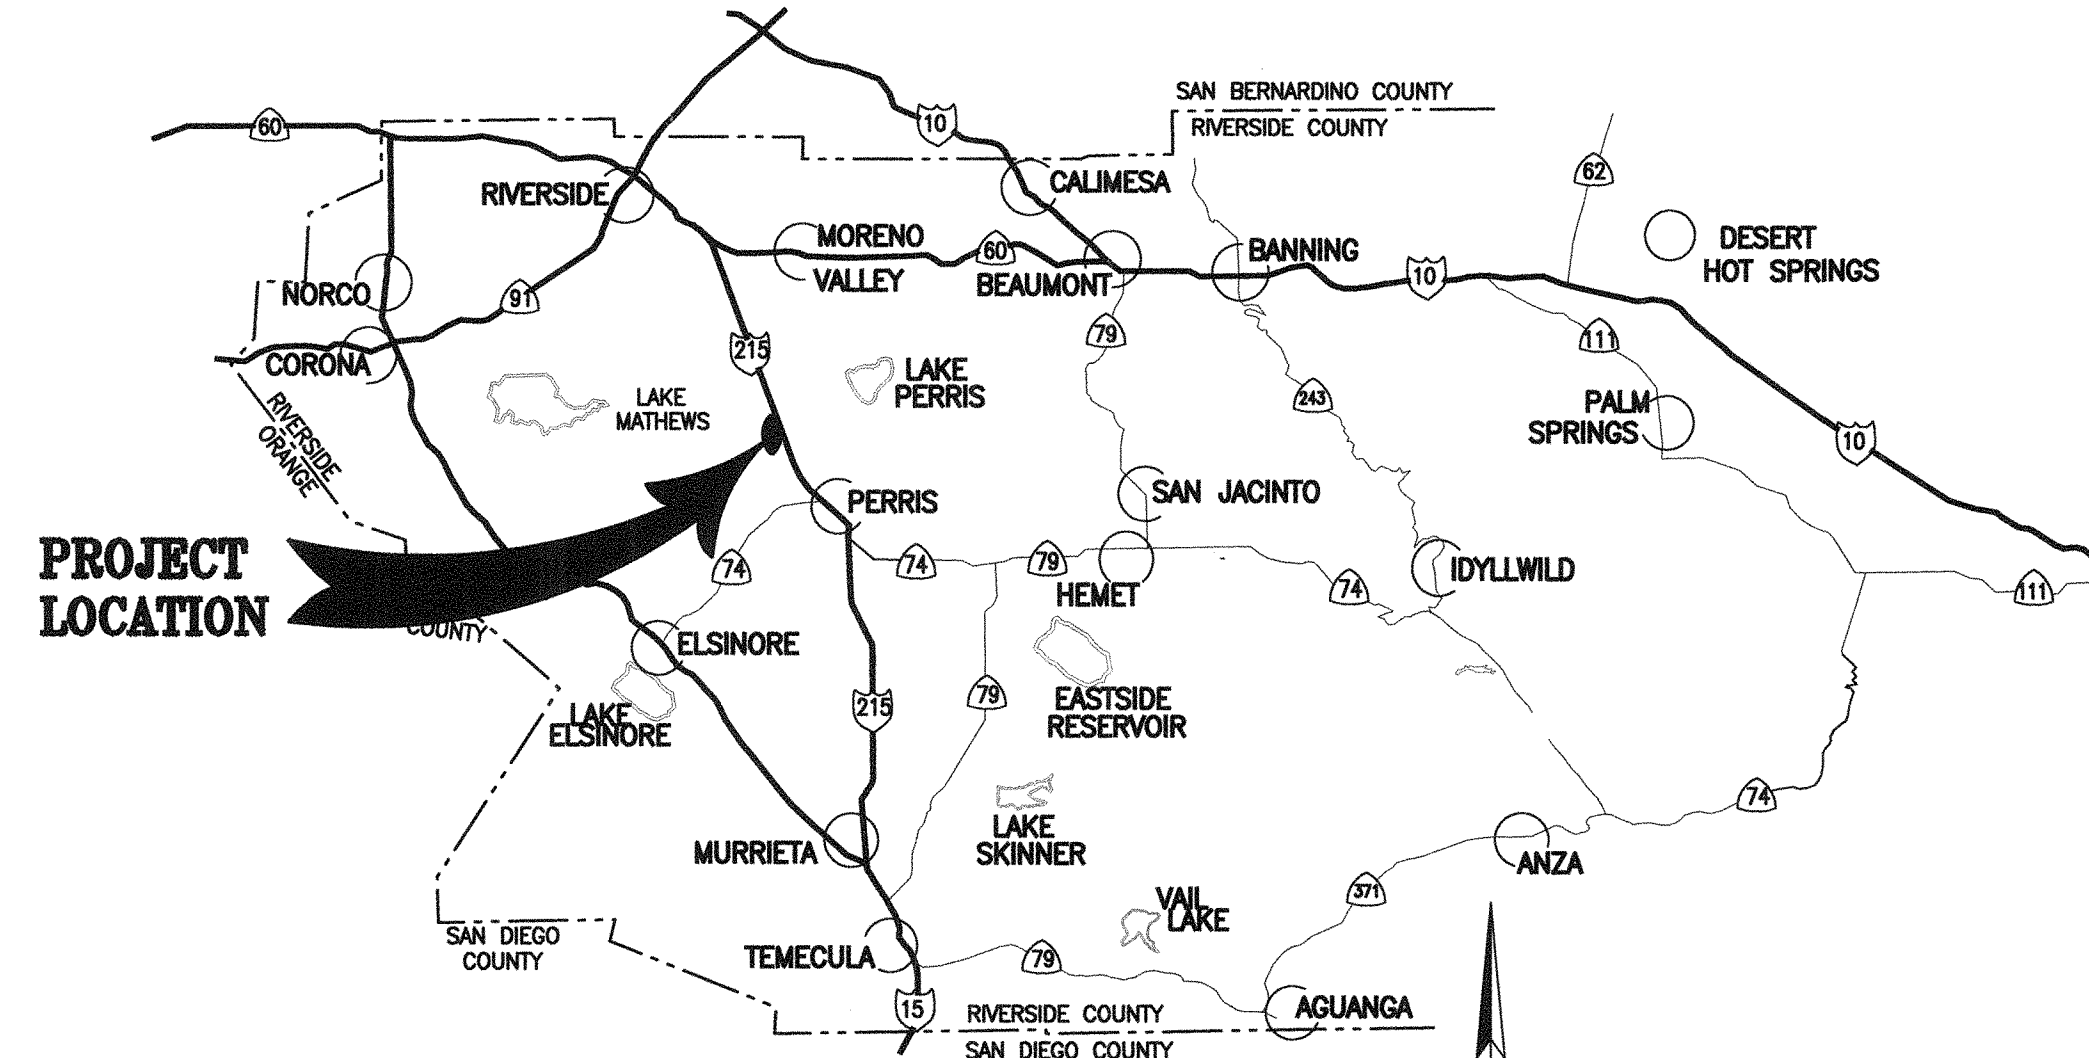 SAN BERNARDINO COUNTY
RIVERSIDE COUNTY
60
10
62
RIVERSIDE
CALIMESA
MORENO
VALLEY
60
BEAUMONT
BANNING
10
DESERT
HOT SPRINGS
NORCO
91
CORONA
215
79
111
LAKE
PERRIS
LAKE
MATHEWS
243
PALM
SPRINGS
10
RIVERSIDE
ORANGE
PERRIS
SAN JACINTO
PROJECT
LOCATION
74
74
79
HEMET
74
IDYLLWILD
111
COUNTY
ELSINORE
LAKE
ELSINORE
215
79
EASTSIDE
RESERVOIR
LAKE
SKINNER
74
MURRIETA
ANZA
371
VAIL
LAKE
SAN DIEGO
COUNTY
TEMECULA
79
15
RIVERSIDE COUNTY
SAN DIEGO COUNTY
AGUANGA